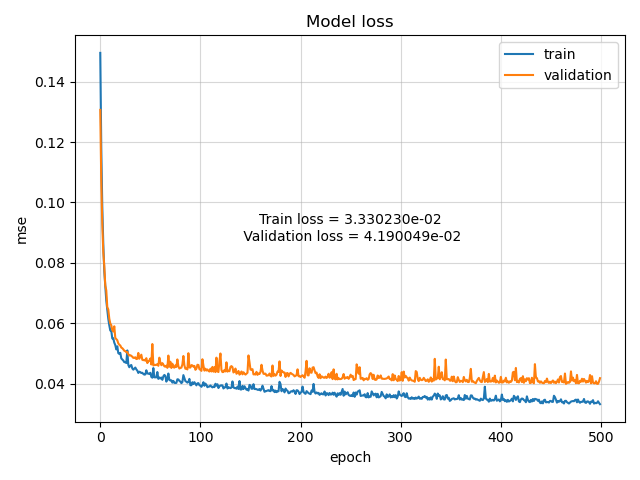 Model loss
train
validation
0.14
0.12
0.10
0.08
0.06
0.04
mse
Train loss = 3.330230e-02
Validation loss = 4.190049e-02
0
100
200
300
400
500
epoch